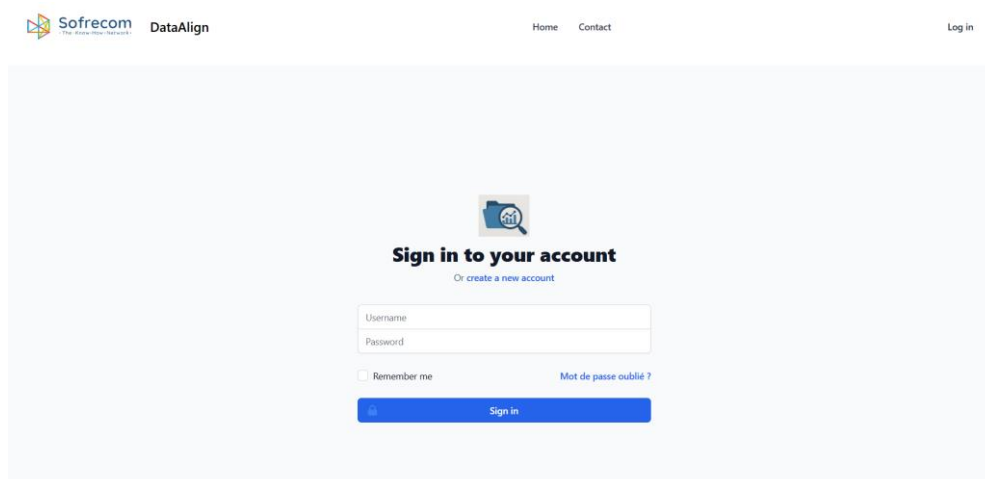 Sofrecom
·The·Know-How·Network·
DataAlign
Home
Contact
Log in
Sign in to your account
Or create a new account
Username
Password
Remember me
Mot de passe oublié ?
Sign in